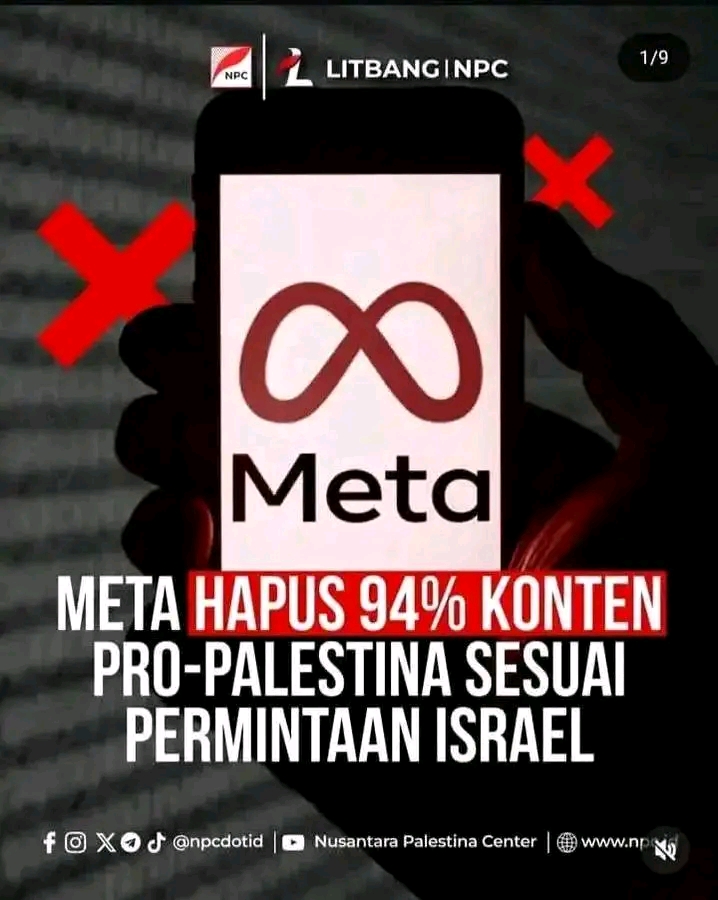 NPC
LITBANG|NPC
1/9
Meta
META HAPUS 94% KONTEN
PRO-PALESTINA SESUAI
PERMINTAAN ISRAEL
@npcdotid | Nusantara Palestina Center |